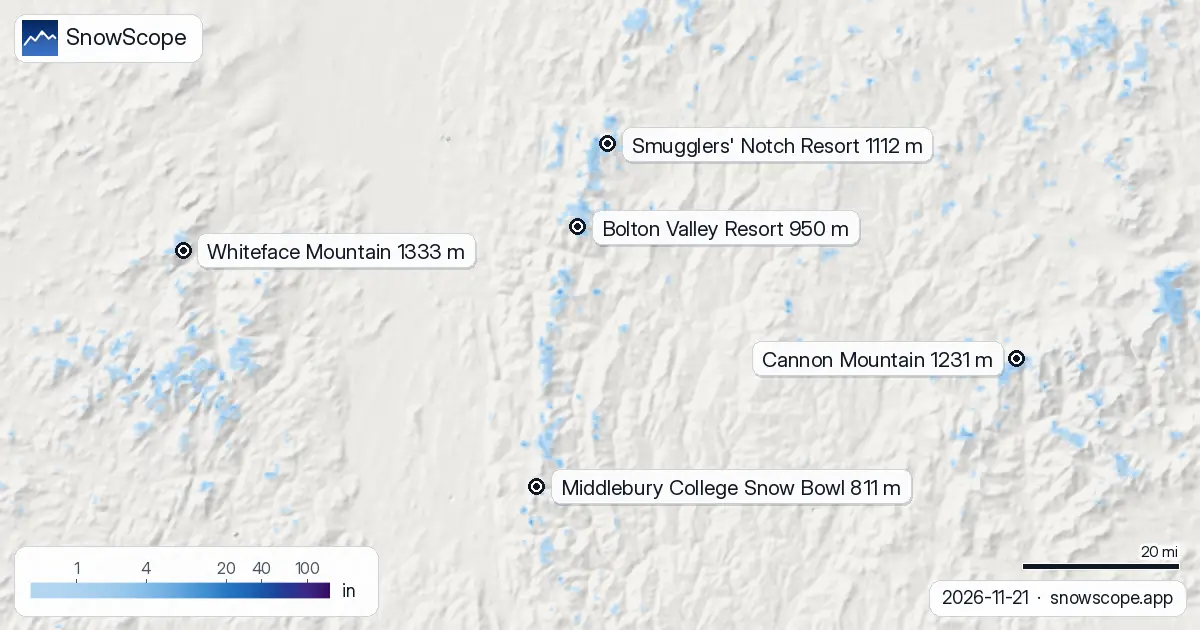 SnowScope
Smugglers' Notch Resort 1112 m
Bolton Valley Resort 950 m
Whiteface Mountain 1333 m
Cannon Mountain 1231 m
Middlebury College Snow Bowl 811 m
1 4 20 40 100
in
20 mi
2026-11-21 · snowscope.app